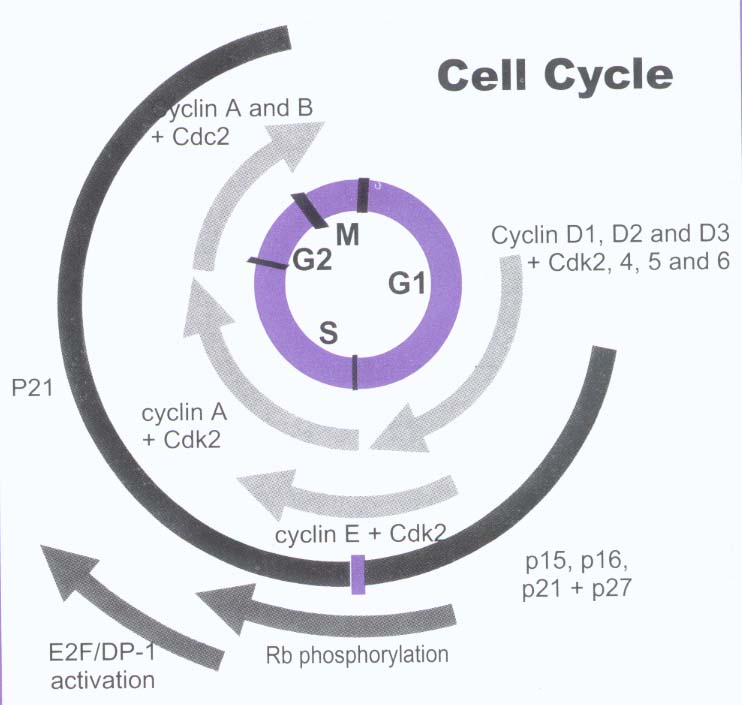 Cell Cycle
Cyclin A and B
+ Cdc2
Cyclin D1, D2 and D3
+ Cdk2, 4, 5 and 6
M
G2
G1
S
P21
cyclin A
+ Cdk2
cyclin E + Cdk2
p15, p16,
p21 + p27
E2F/DP-1
activation
Rb phosphorylation